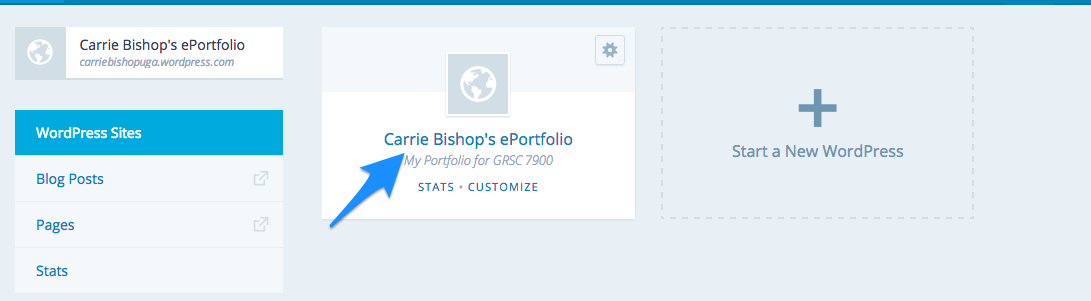 Carrie Bishop's ePortfolio
carriebishopuga.wordpress.com
WordPress Sites
Blog Posts
Pages
Stats
Carrie Bishop's ePortfolio
My Portfolio for GRSC 7900
STATS • CUSTOMIZE
Start a New WordPress